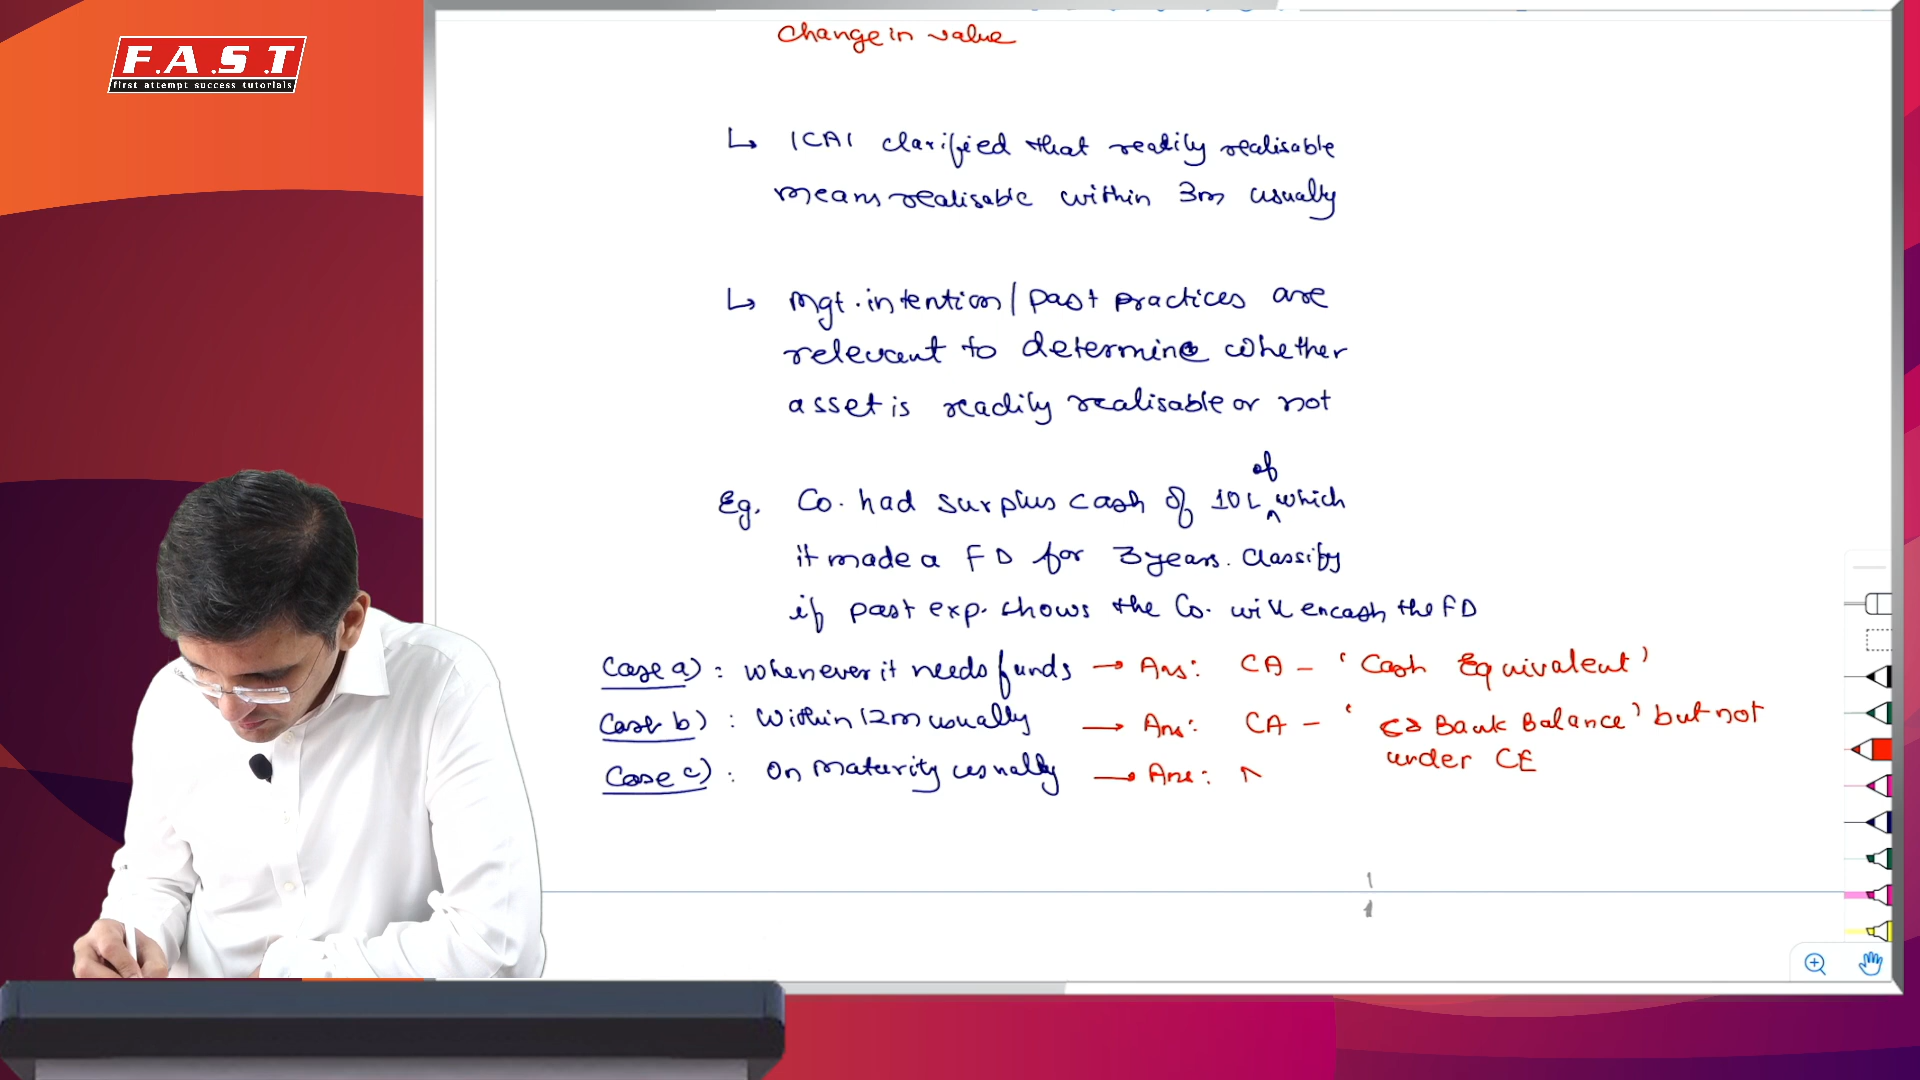 F.A.S.T
first attempt success tutorials
Change in value
↳ ICAI clarified that readily realisable
means realisable within 3m usually
↳ Mgt. intention/past practices are
relevant to determine whether
asset is readily realisable or not
of
Eg. Co. had surplus cash of 10L ^ which
it made a FD for 3 years. Classify
if past exp. shows the Co. will encash the FD
Case a) : Whenever it needs funds → Ans: CA - 'Cash Equivalent'
Case b) : Within 12m usually → Ans: CA - ' Bank Balance' but not
under CE
Case c) : On maturity usually → Ans: N